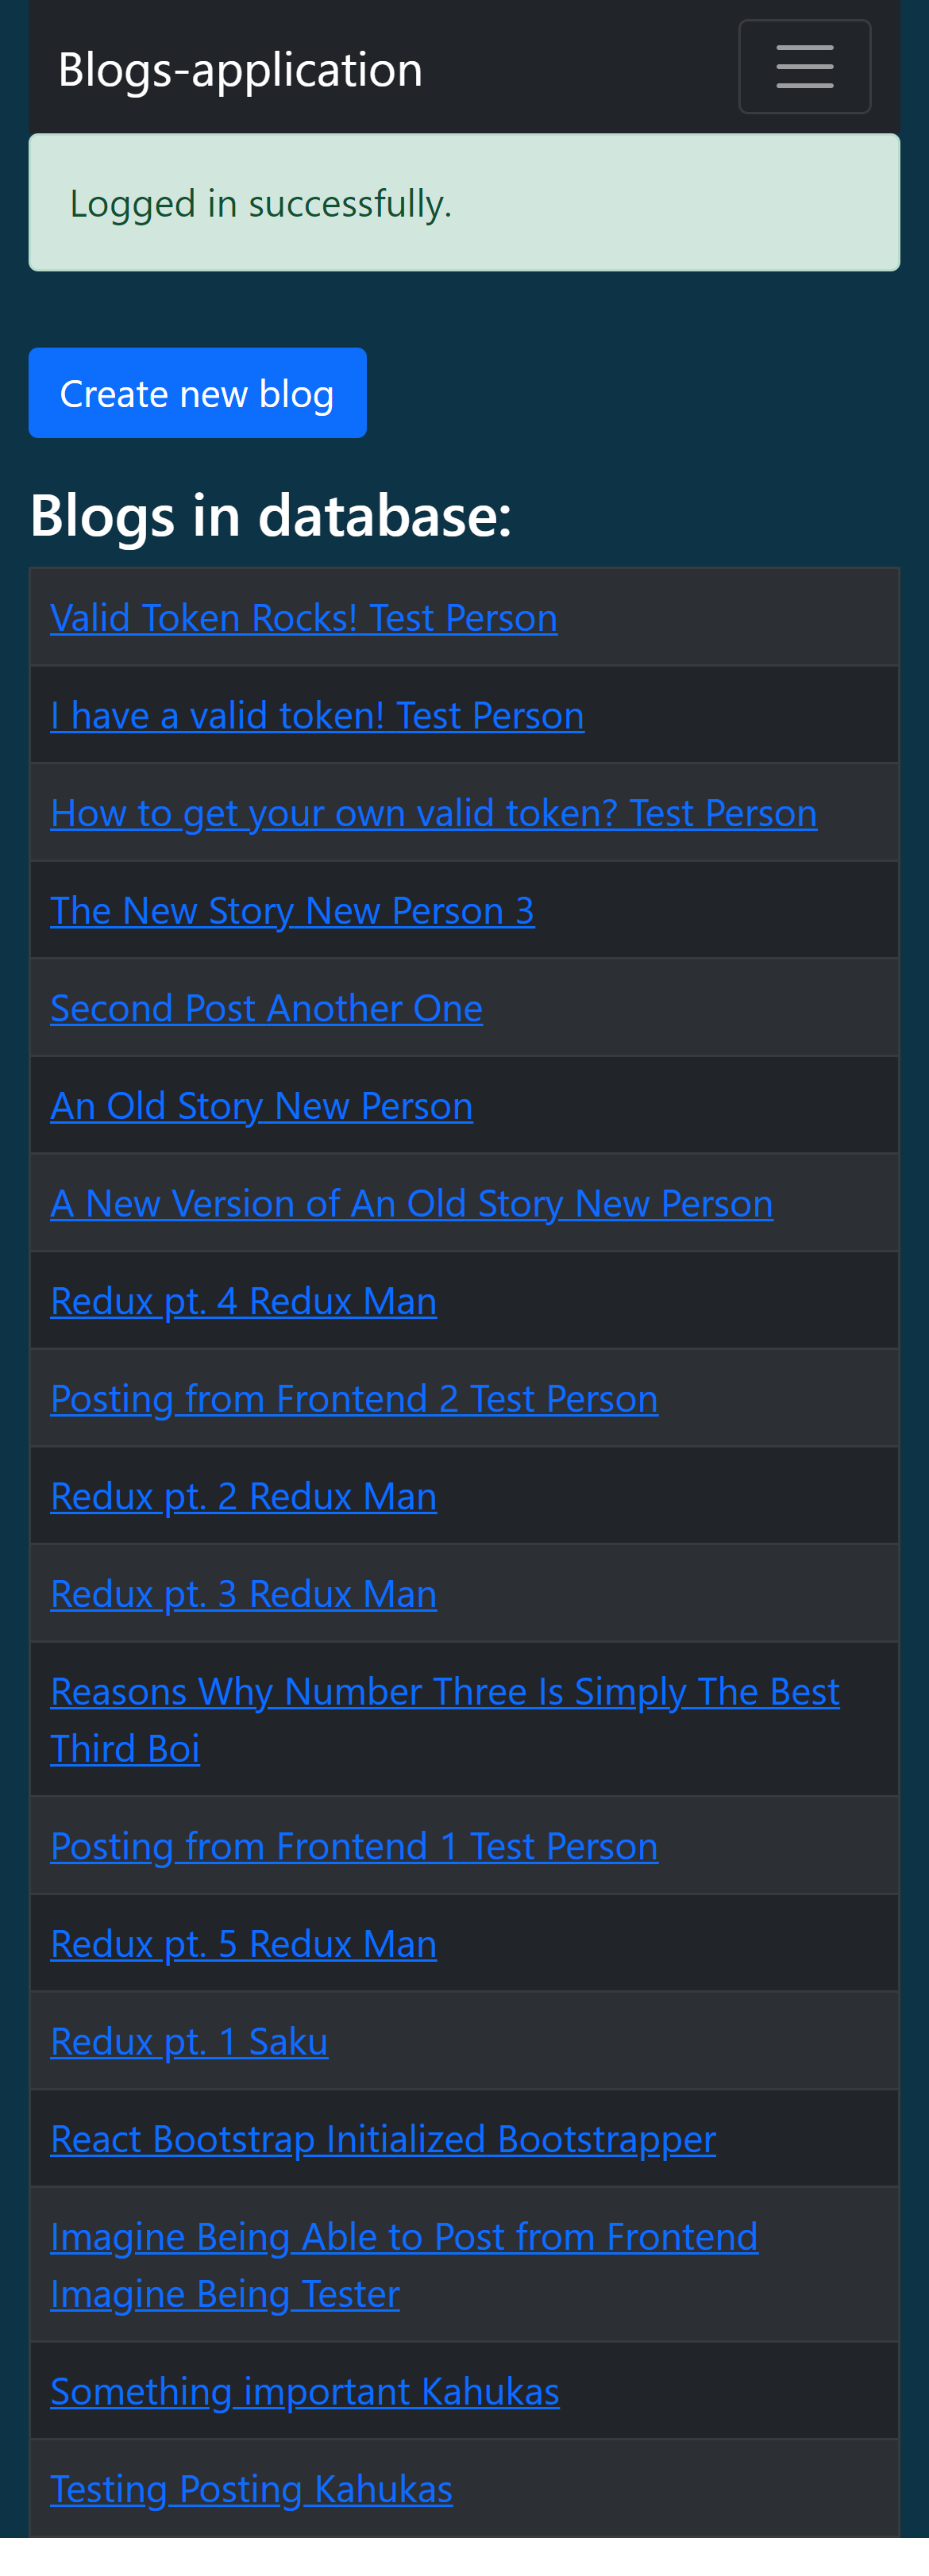 Blogs-application
Logged in successfully.
Create new blog
Blogs in database:
Valid Token Rocks! Test Person
I have a valid token! Test Person
How to get your own valid token? Test Person
The New Story New Person 3
Second Post Another One
An Old Story New Person
A New Version of An Old Story New Person
Redux pt. 4 Redux Man
Posting from Frontend 2 Test Person
Redux pt. 2 Redux Man
Redux pt. 3 Redux Man
Reasons Why Number Three Is Simply The Best
Third Boi
Posting from Frontend 1 Test Person
Redux pt. 5 Redux Man
Redux pt. 1 Saku
React Bootstrap Initialized Bootstrapper
Imagine Being Able to Post from Frontend
Imagine Being Tester
Something important Kahukas
Testing Posting Kahukas